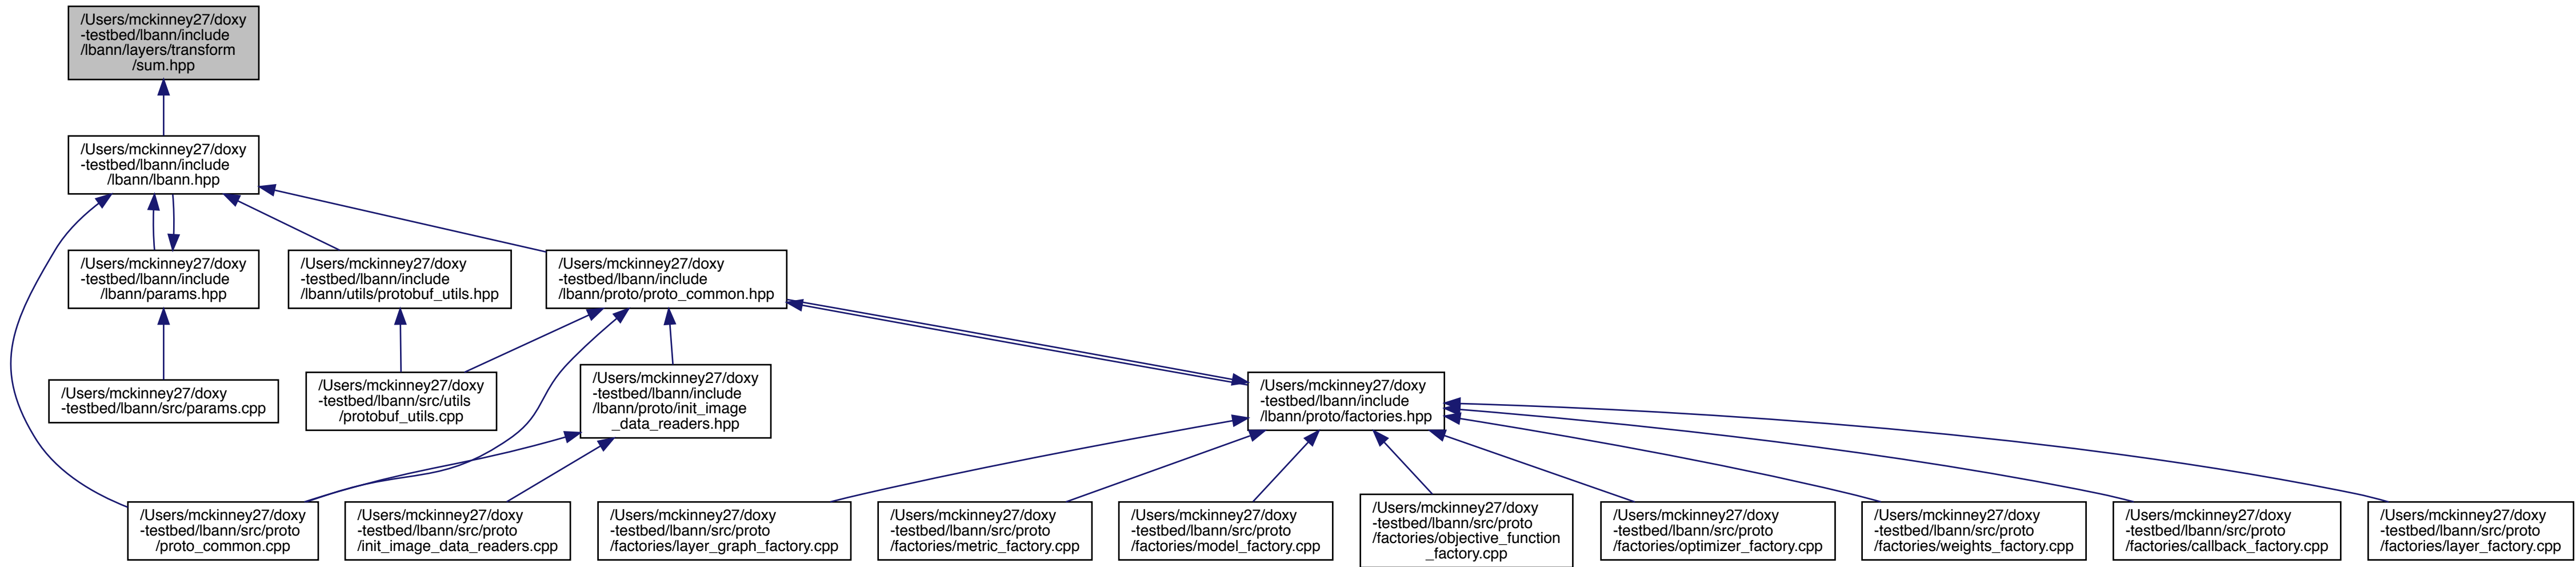 /Users/mckinney27/doxy
-testbed/lbann/include
/lbann/layers/transform
/sum.hpp
/Users/mckinney27/doxy
-testbed/lbann/include
/lbann/lbann.hpp
/Users/mckinney27/doxy
-testbed/lbann/include
/lbann/params.hpp
/Users/mckinney27/doxy
-testbed/lbann/include
/lbann/utils/protobuf_utils.hpp
/Users/mckinney27/doxy
-testbed/lbann/include
/lbann/proto/proto_common.hpp
/Users/mckinney27/doxy
-testbed/lbann/src/params.cpp
/Users/mckinney27/doxy
-testbed/lbann/src/utils
/protobuf_utils.cpp
/Users/mckinney27/doxy
-testbed/lbann/include
/lbann/proto/init_image
_data_readers.hpp
/Users/mckinney27/doxy
-testbed/lbann/include
/lbann/proto/factories.hpp
/Users/mckinney27/doxy
-testbed/lbann/src/proto
/proto_common.cpp
/Users/mckinney27/doxy
-testbed/lbann/src/proto
/init_image_data_readers.cpp
/Users/mckinney27/doxy
-testbed/lbann/src/proto
/factories/layer_graph_factory.cpp
/Users/mckinney27/doxy
-testbed/lbann/src/proto
/factories/metric_factory.cpp
/Users/mckinney27/doxy
-testbed/lbann/src/proto
/factories/model_factory.cpp
/Users/mckinney27/doxy
-testbed/lbann/src/proto
/factories/objective_function
_factory.cpp
/Users/mckinney27/doxy
-testbed/lbann/src/proto
/factories/optimizer_factory.cpp
/Users/mckinney27/doxy
-testbed/lbann/src/proto
/factories/weights_factory.cpp
/Users/mckinney27/doxy
-testbed/lbann/src/proto
/factories/callback_factory.cpp
/Users/mckinney27/doxy
-testbed/lbann/src/proto
/factories/layer_factory.cpp